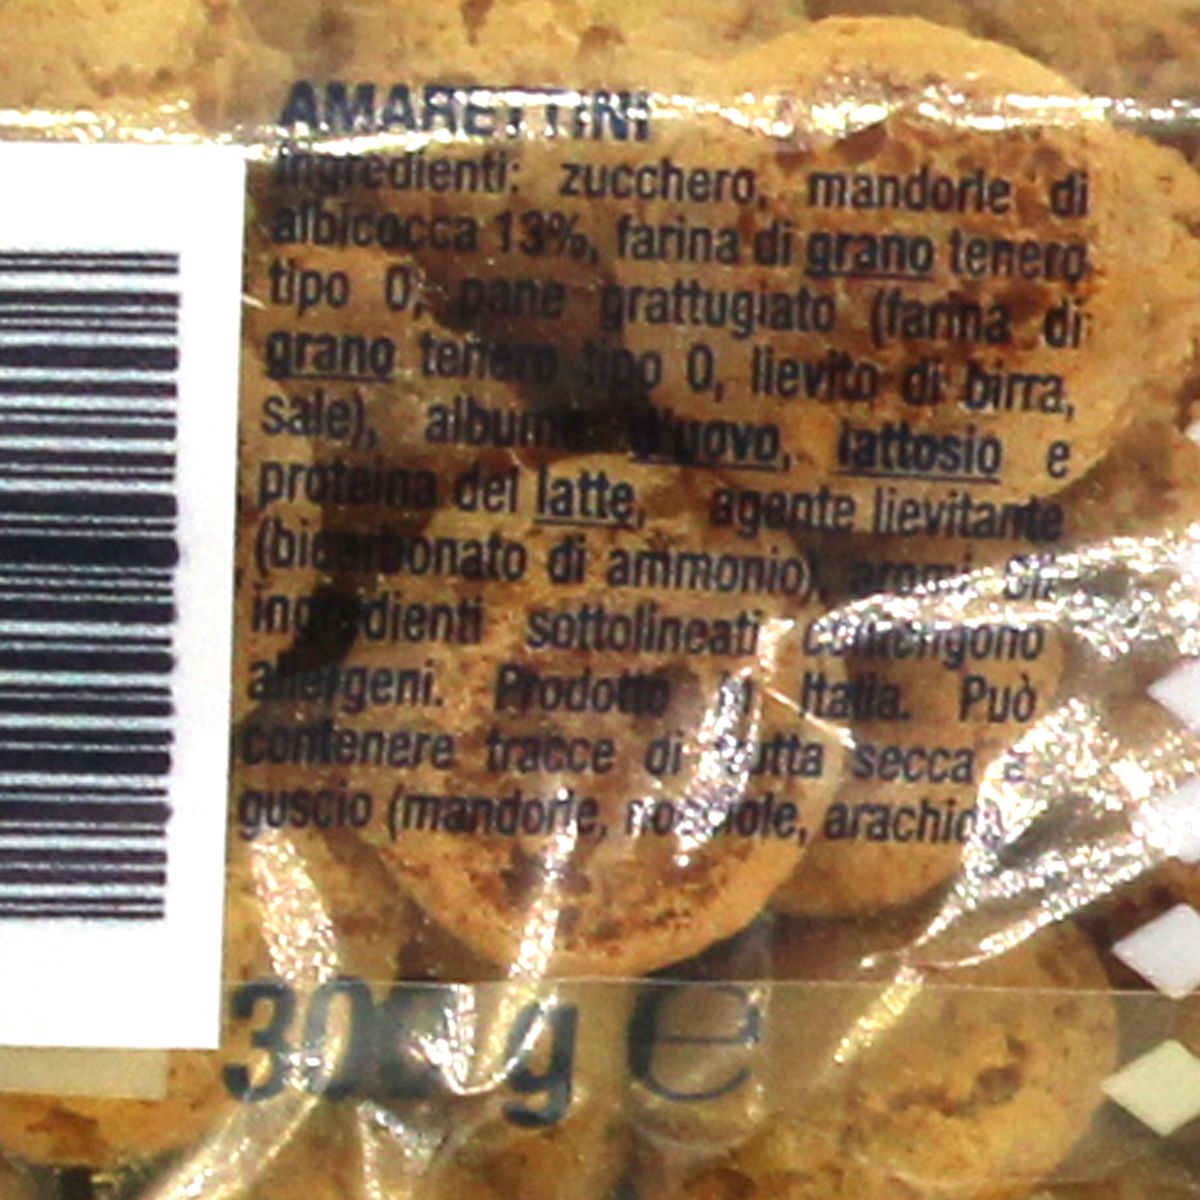 AMARETTINI
Ingredienti: zucchero, mandorle di
albicocca 13%, farina di grano tenero
tipo 0, pane grattugiato (farina di
grano tenero tipo 0, lievito di birra,
sale), albume d'uovo, lattosio e
proteina del latte, agente lievitante
(bicarbonato di ammonio), aromi. Gli
ingredienti sottolineati contengono
allergeni. Prodotto in Italia. Può
contenere tracce di frutta secca a
guscio (mandorle, nocciole, arachidi).
300 g e